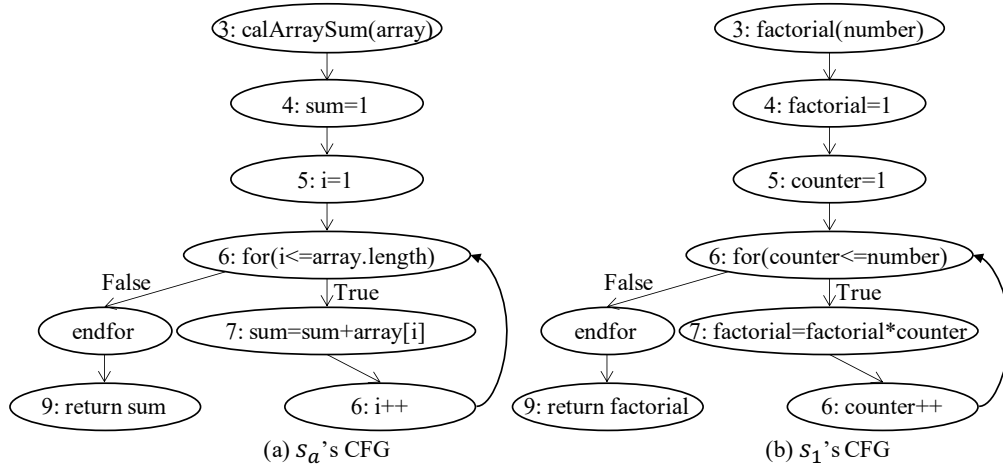 3: calArraySum(array)
4: sum=1
5: i=1
6: for(i<=array.length)
False
True
endfor
7: sum=sum+array[i]
9: return sum
6: i++
(a) 𝑠𝑎’s CFG
3: factorial(number)
4: factorial=1
5: counter=1
6: for(counter<=number)
False
True
endfor
7: factorial=factorial*counter
9: return factorial
6: counter++
(b) 𝑠1’s CFG